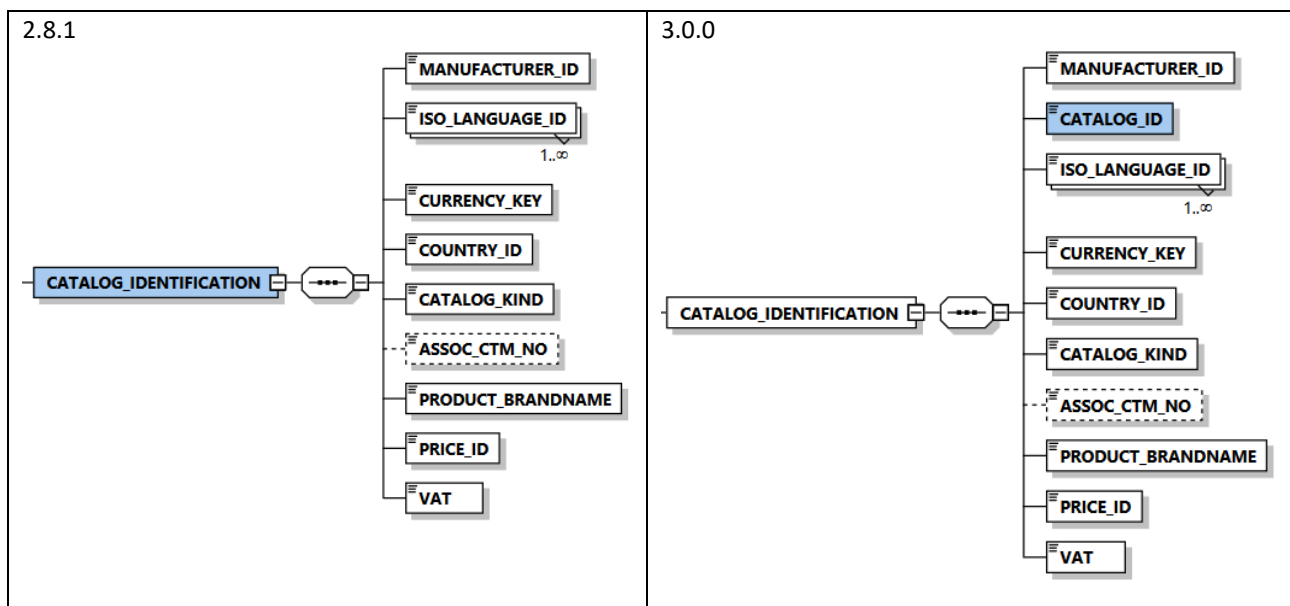 2.8.1
MANUFACTURER_ID
ISO_LANGUAGE_ID
1..∞
CURRENCY_KEY
COUNTRY_ID
CATALOG_IDENTIFICATION
CATALOG_KIND
ASSOC_CTM_NO
PRODUCT_BRANDNAME
PRICE_ID
VAT
3.0.0
MANUFACTURER_ID
CATALOG_ID
ISO_LANGUAGE_ID
1..∞
CURRENCY_KEY
COUNTRY_ID
CATALOG_IDENTIFICATION
CATALOG_KIND
ASSOC_CTM_NO
PRODUCT_BRANDNAME
PRICE_ID
VAT